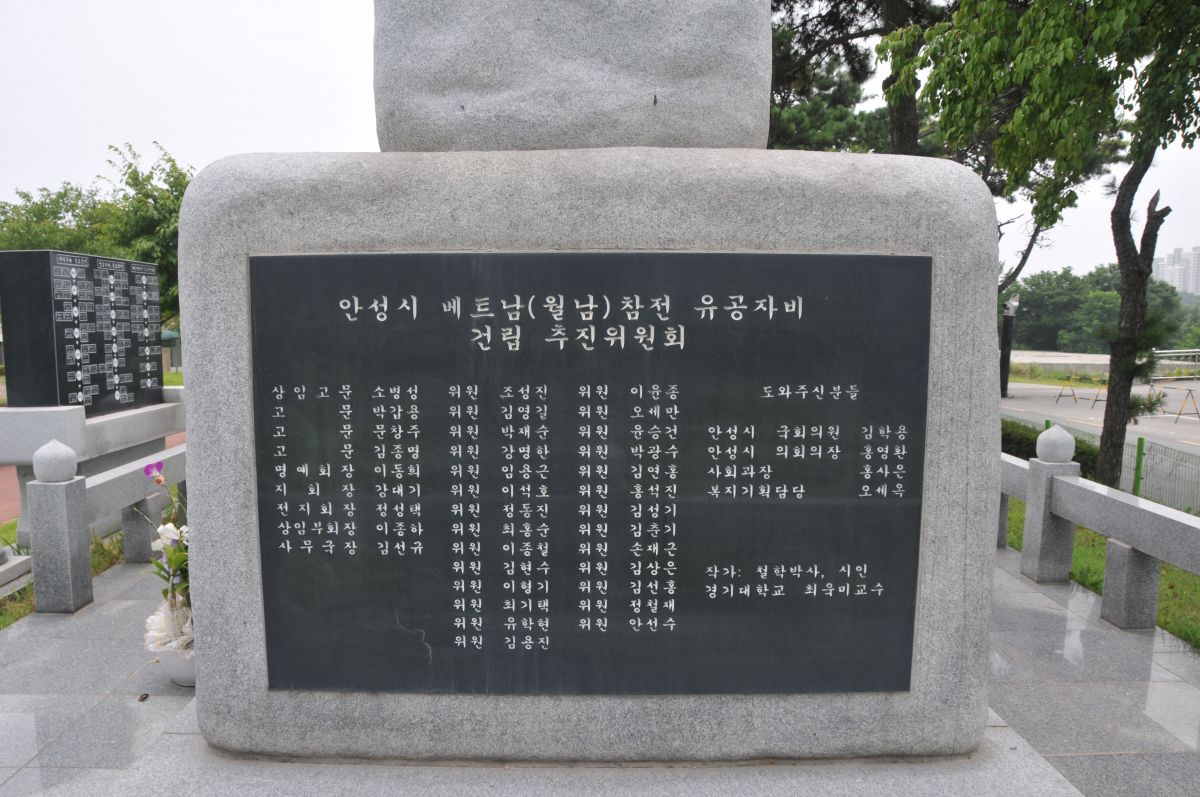 안성시 베트남(월남)참전 유공자비
건립 추진위원회
상임고문 소병성 위원 조성진 위원 이윤종 도와주신분들
고 문 박갑용 위원 김영길 위원 오세만
고 문 문창주 위원 박재순 위원 윤승건 안성시 국회의원 김학용
고 문 김종명 위원 강명한 위원 박광수 안성시 의회의장 홍영환
명예회장 이동희 위원 임용근 위원 김연홍 사회과장 홍사은
지 회 장 강대기 위원 이석호 위원 홍석진 복지기획담당 오세옥
전지회장 정성택 위원 정동진 위원 김성기
상임부회장 이종하 위원 최홍순 위원 김춘기
사무국장 김선규 위원 이종철 위원 손재근
위원 김현수 위원 김상은 작가: 철학박사, 시인
위원 이형기 위원 김선홍 경기대학교 최욱미교수
위원 최기택 위원 정철재
위원 유학현 위원 안선수
위원 김용진